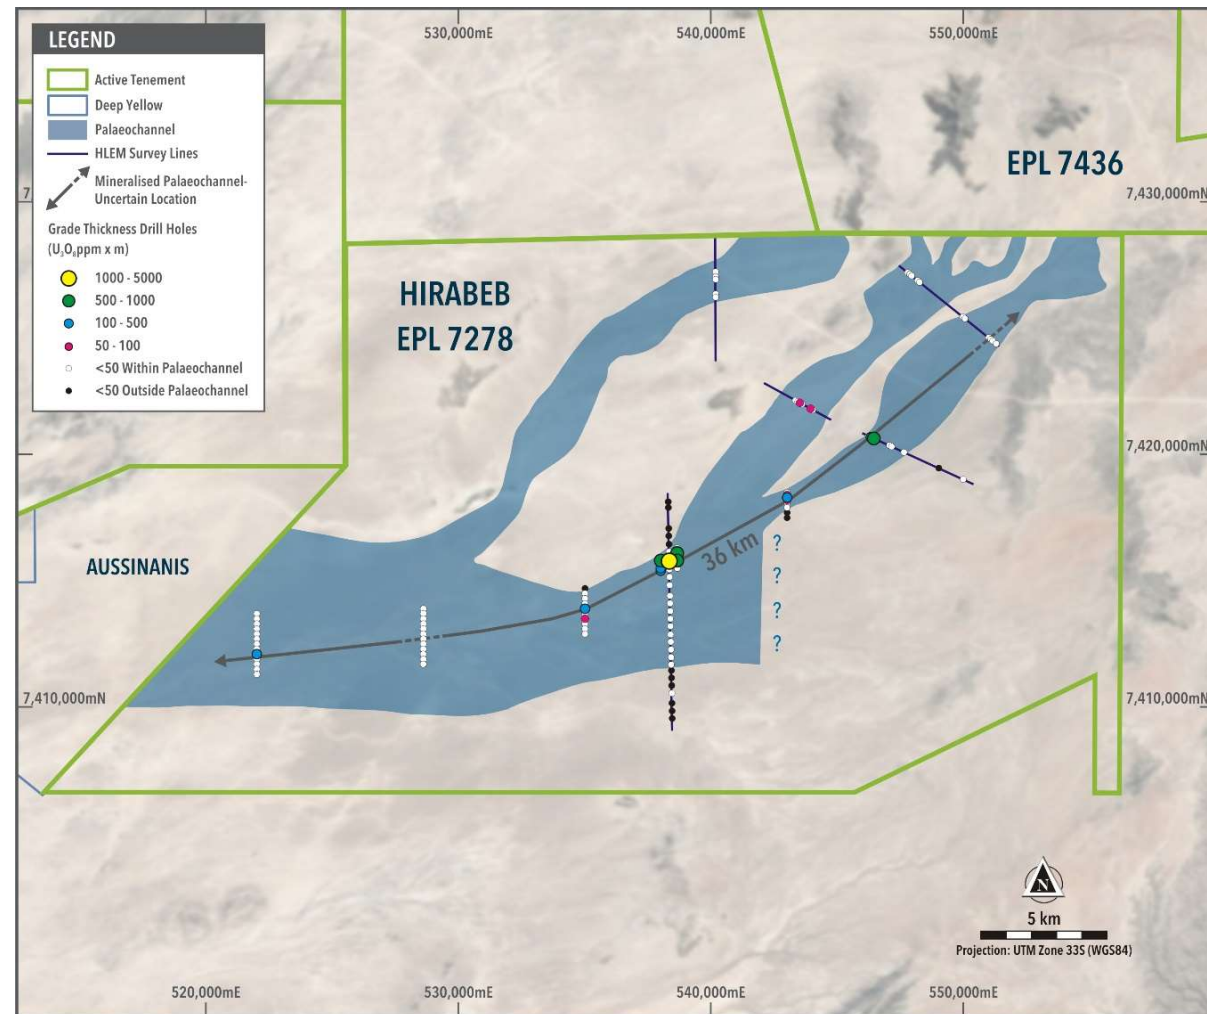 530,000mE
540,000mE
550,000mE
LEGEND
Active Tenement
Deep Yellow
Palaeochannel
HLEM Survey Lines
Mineralised Palaeochannel-
Uncertain Location
Grade Thickness Drill Holes
(U₃O₈ppm x m)
1000 - 5000
500 - 1000
100 - 500
50 - 100
<50 Within Palaeochannel
<50 Outside Palaeochannel
EPL 7436
7
7,430,000mN
HIRABEB
EPL 7278
7,420,000mN
36 km
?
?
?
?
AUSSINANIS
7,410,000mN
7,410,000mN
N
5 km
Projection: UTM Zone 33S (WGS84)
520,000mE
530,000mE
540,000mE
550,000mE